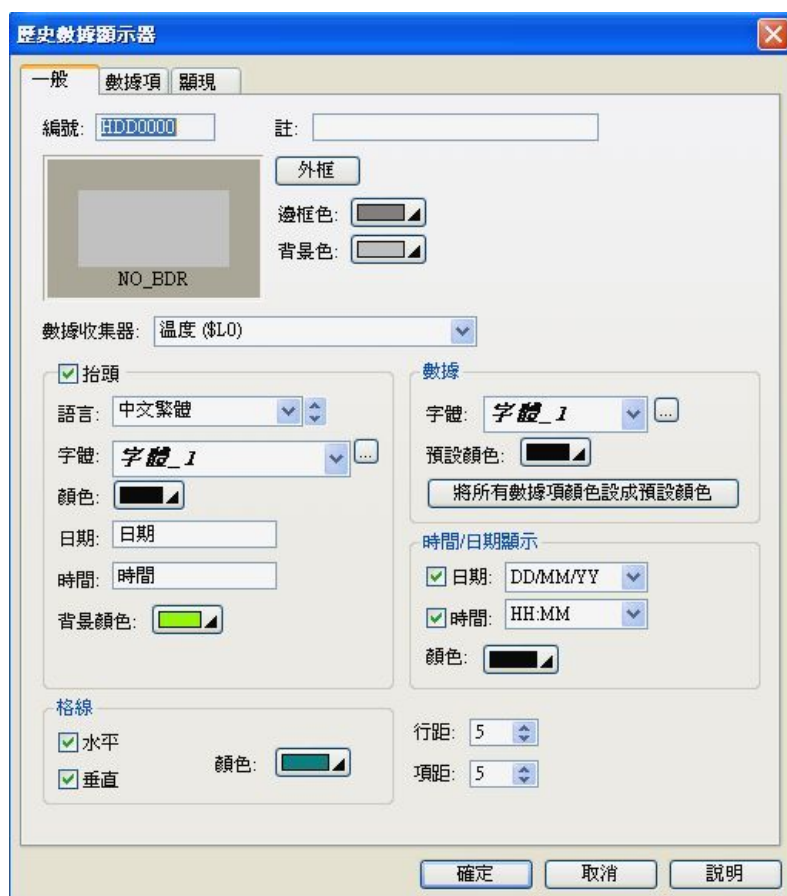 歷史數據顯示器
一般 數據項 顯現
編號: HDD0000 註:
外框
邊框色:
背景色:
NO_BDR
數據收集器: 温度 ($L0)
抬頭
語言: 中文繁體
字體: 字體_1 ...
顏色:
日期: 日期
時間: 時間
背景顏色:
數據
字體: 字體_1 ...
預設顏色:
將所有數據項顏色設成預設顏色
時間/日期顯示
日期: DD/MM/YY
時間: HH:MM
顏色:
格線
水平
垂直
顏色:
行距: 5
項距: 5
確定 取消 說明